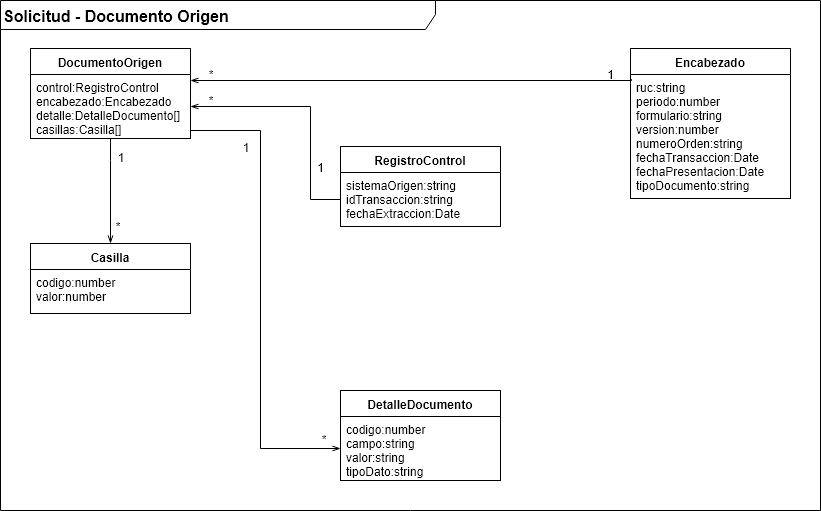 Solicitud - Documento Origen
DocumentoOrigen
control:RegistroControl
encabezado:Encabezado
detalle:DetalleDocumento[]
casillas:Casilla[]
*
1
Encabezado
ruc:string
periodo:number
formulario:string
version:number
numeroOrden:string
fechaTransaccion:Date
fechaPresentacion:Date
tipoDocumento:string
*
1
RegistroControl
sistemaOrigen:string
idTransaccion:string
fechaExtraccion:Date
1
*
Casilla
codigo:number
valor:number
1
*
DetalleDocumento
codigo:number
campo:string
valor:string
tipoDato:string